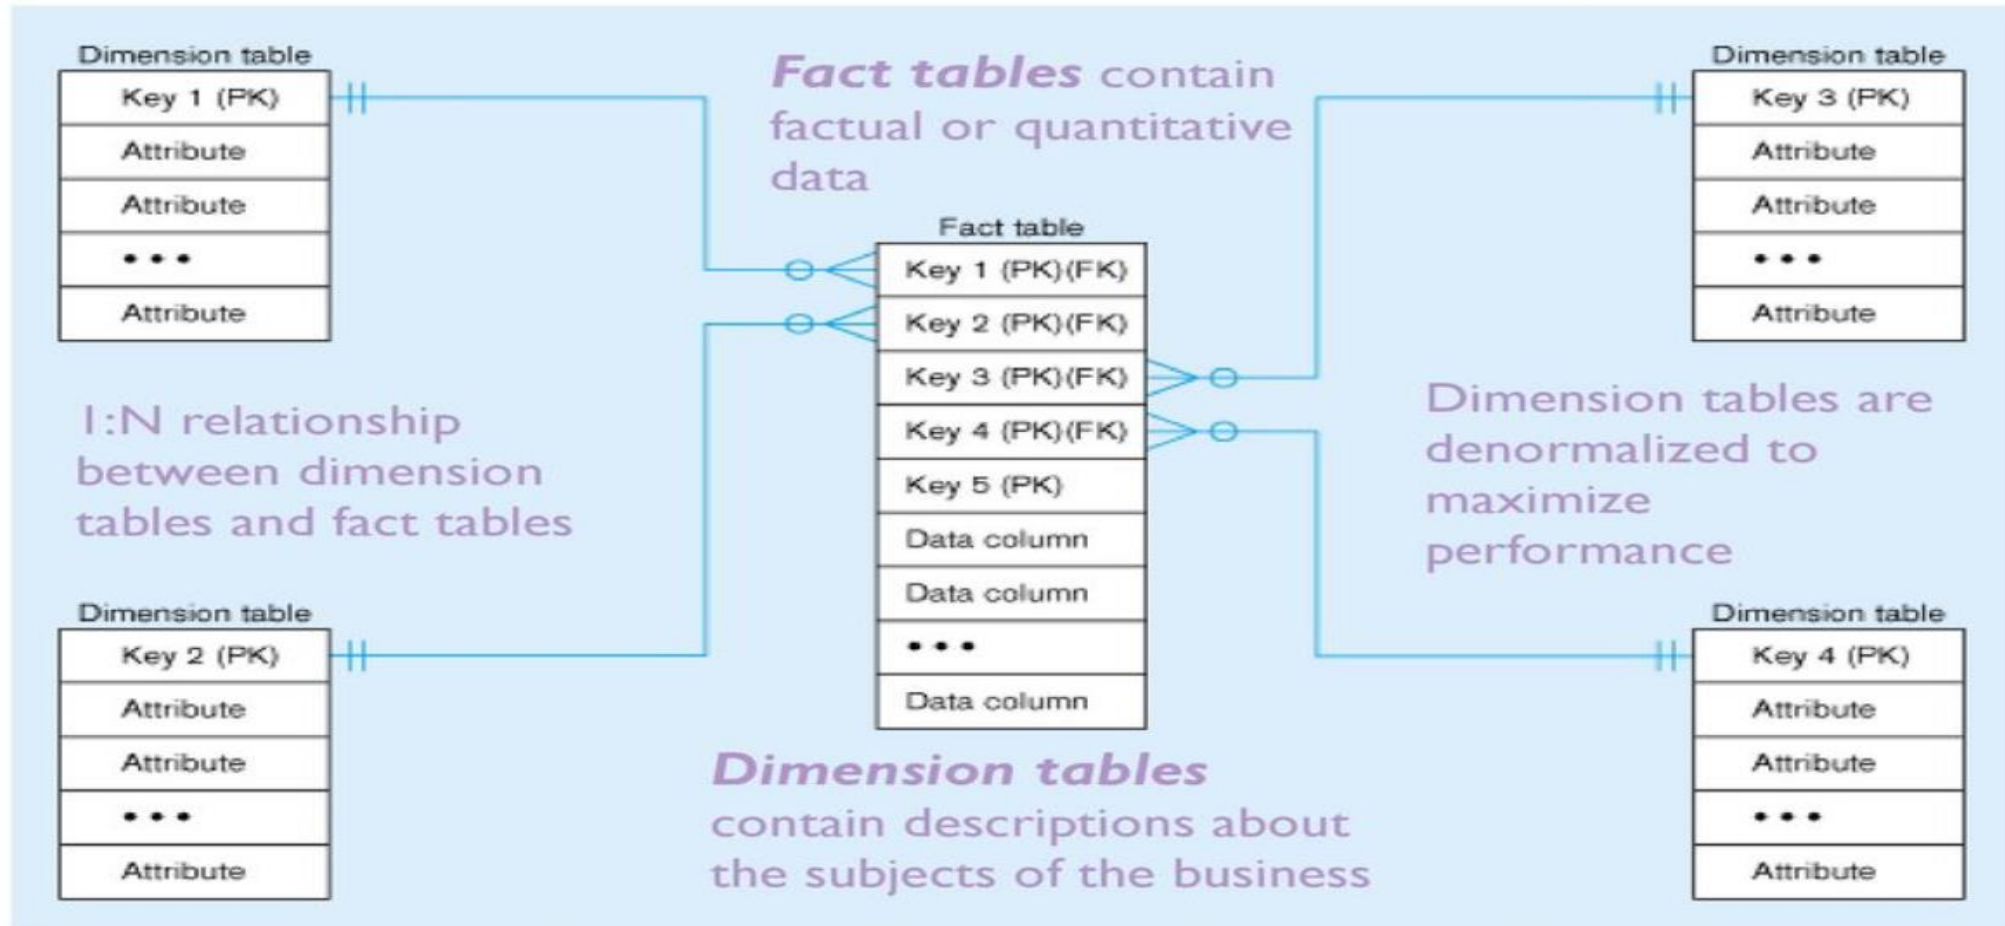 Dimension table
Key 1 (PK)
Attribute
Attribute
•••
Attribute
Fact tables contain
factual or quantitative
data
Dimension table
Key 3 (PK)
Attribute
Attribute
•••
Attribute
Fact table
Key 1 (PK)(FK)
Key 2 (PK)(FK)
Key 3 (PK)(FK)
Key 4 (PK)(FK)
Key 5 (PK)
Data column
Data column
•••
Data column
1:N relationship
between dimension
tables and fact tables
Dimension tables are
denormalized to
maximize
performance
Dimension table
Key 2 (PK)
Attribute
Attribute
•••
Attribute
Dimension tables
contain descriptions about
the subjects of the business
Dimension table
Key 4 (PK)
Attribute
Attribute
•••
Attribute